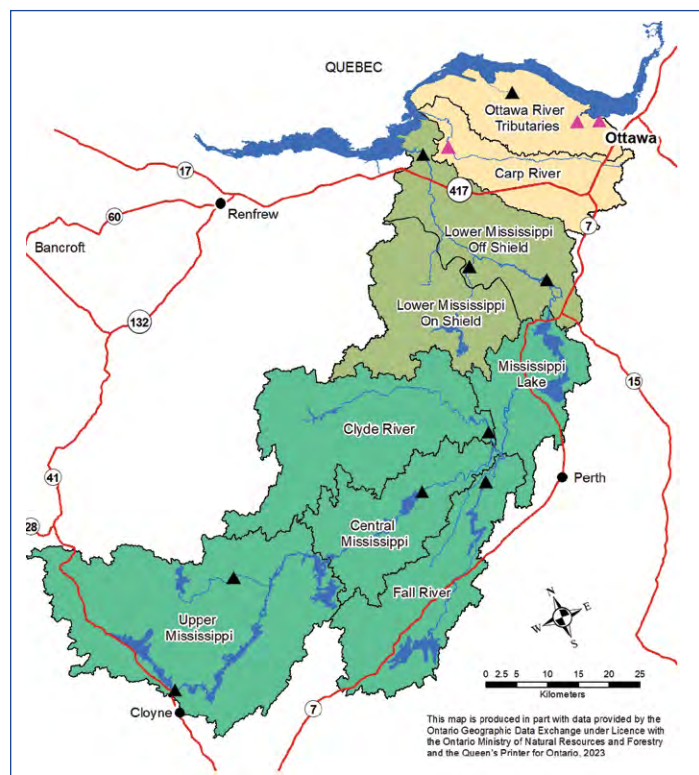 QUEBEC
Ottawa River
Tributaries
Ottawa
Carp River
17
417
60
Renfrew
7
Bancroft
Lower Mississippi
Off Shield
132
Lower Mississippi
On Shield
Mississippi
Lake
15
Clyde River
41
Perth
28
Central
Mississippi
Fall River
Upper
Mississippi
N
W
E
S
0 2.5 5 10 15 20 25
Kilometers
Cloyne
7
This map is produced in part with data provided by the
Ontario Geographic Data Exchange under Licence with
the Ontario Ministry of Natural Resources and Forestry
and the Queen's Printer for Ontario, 2023